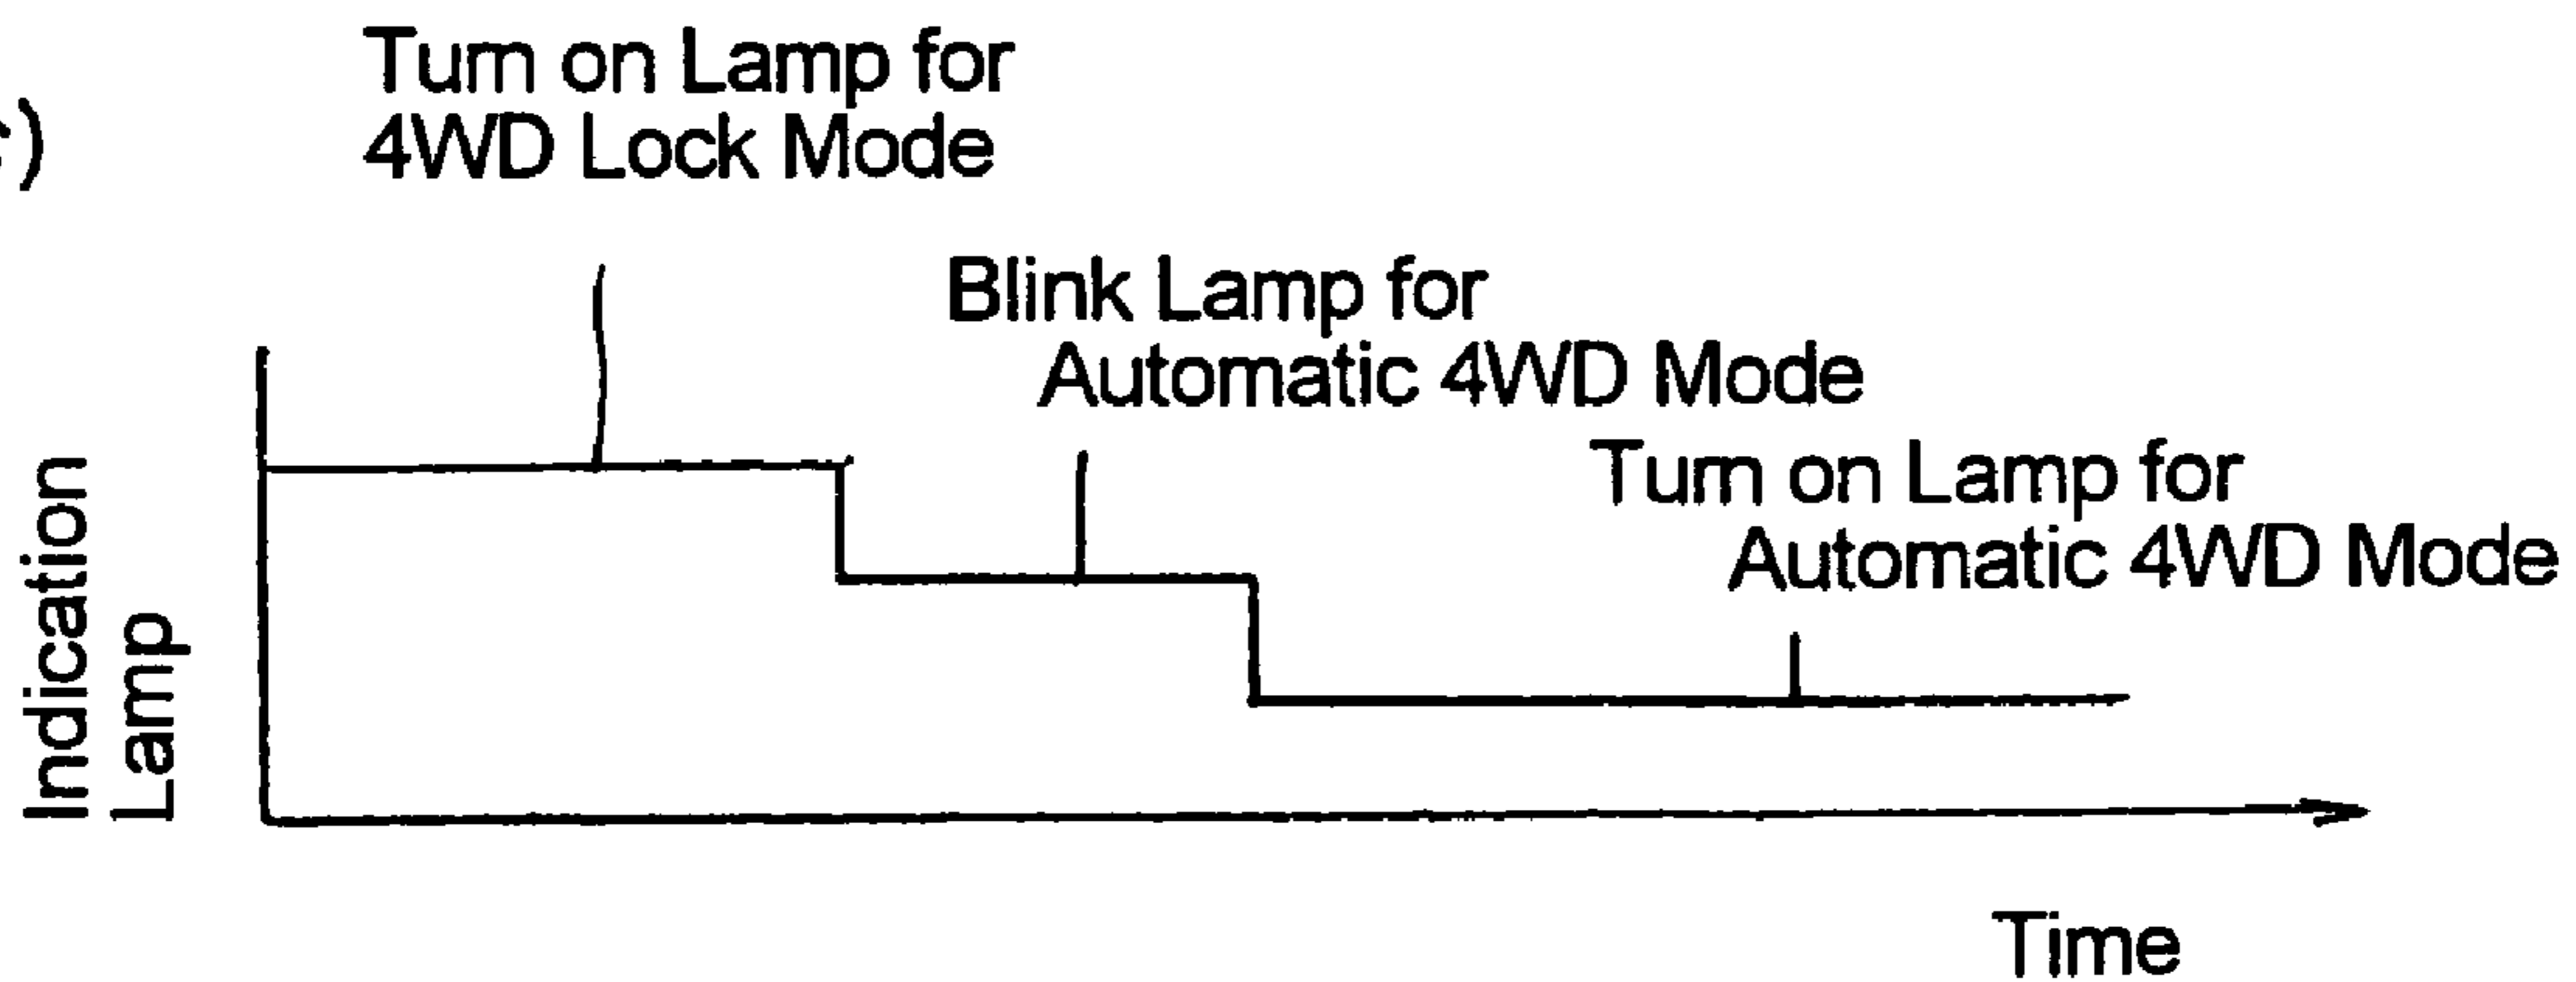 Turn on Lamp for
4WD Lock Mode
Blink Lamp for
Automatic 4WD Mode
Turn on Lamp for
Automatic 4WD Mode
Indication
Lamp
Time